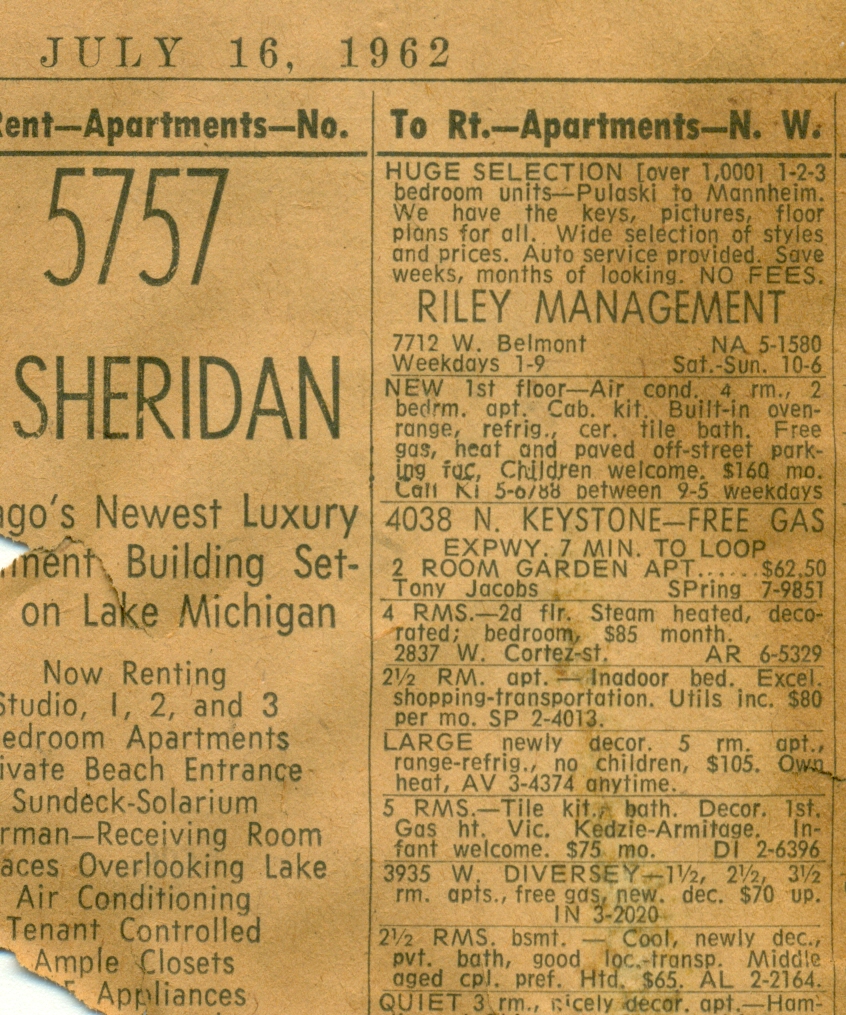 JULY 16, 1962
Rent—Apartments—No.
5757
SHERIDAN
ago's Newest Luxury
ment Building Set-
on Lake Michigan
Now Renting
Studio, 1, 2, and 3
edroom Apartments
ivate Beach Entrance
Sundeck-Solarium
rman—Receiving Room
aces Overlooking Lake
Air Conditioning
Tenant Controlled
Ample Closets
Appliances
To Rt.—Apartments—N. W.
HUGE SELECTION [over 1,000] 1-2-3
bedroom units—Pulaski to Mannheim.
We have the keys, pictures, floor
plans for all. Wide selection of styles
and prices. Auto service provided. Save
weeks, months of looking. NO FEES.
RILEY MANAGEMENT
7712 W. Belmont NA 5-1580
Weekdays 1-9 Sat.-Sun. 10-6
NEW 1st floor—Air cond. 4 rm., 2
bedrm. apt. Cab. kit. Built-in oven-
range, refrig., cer. tile bath. Free
gas, heat and paved off-street park-
ing fac, Children welcome. $160 mo.
Call KI 5-6788 between 9-5 weekdays
4038 N. KEYSTONE—FREE GAS
EXPWY. 7 MIN. TO LOOP
2 ROOM GARDEN APT......$62.50
Tony Jacobs SPring 7-9851
4 RMS.—2d flr. Steam heated, deco-
rated; bedroom, $85 month.
2837 W. Cortez-st. AR 6-5329
2½ RM. apt. — Inadoor bed. Excel.
shopping-transportation. Utils inc. $80
per mo. SP 2-4013.
LARGE newly decor. 5 rm. apt.,
range-refrig., no children, $105. Own
heat, AV 3-4374 anytime.
5 RMS.—Tile kit., bath. Decor. 1st.
Gas ht. Vic. Kedzie-Armitage. In-
fant welcome. $75 mo. DI 2-6396
3935 W. DIVERSEY—1½, 2½, 3½
rm. apts., free gas, new. dec. $70 up.
IN 3-2020
2½ RMS. bsmt. — Cool, newly dec.,
pvt. bath, good loc.-transp. Middle
aged cpl. pref. Htd. $65. AL 2-2164.
QUIET 3 rm., nicely decor. apt.—Ham-